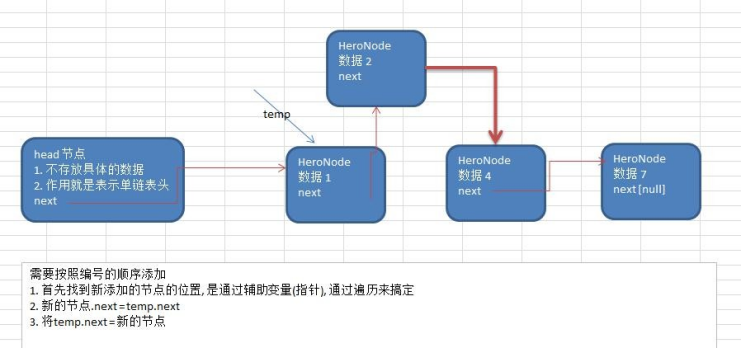 HeroNode
数据 2
next
temp
head 节点
1. 不存放具体的数据
2. 作用就是表示单链表头
next
HeroNode
数据 1
next
HeroNode
数据 4
next
HeroNode
数据 7
next [null]
需要按照编号的顺序添加
1. 首先找到新添加的节点的位置, 是通过辅助变量(指针), 通过遍历来搞定
2. 新的节点.next=temp.next
3. 将temp.next=新的节点